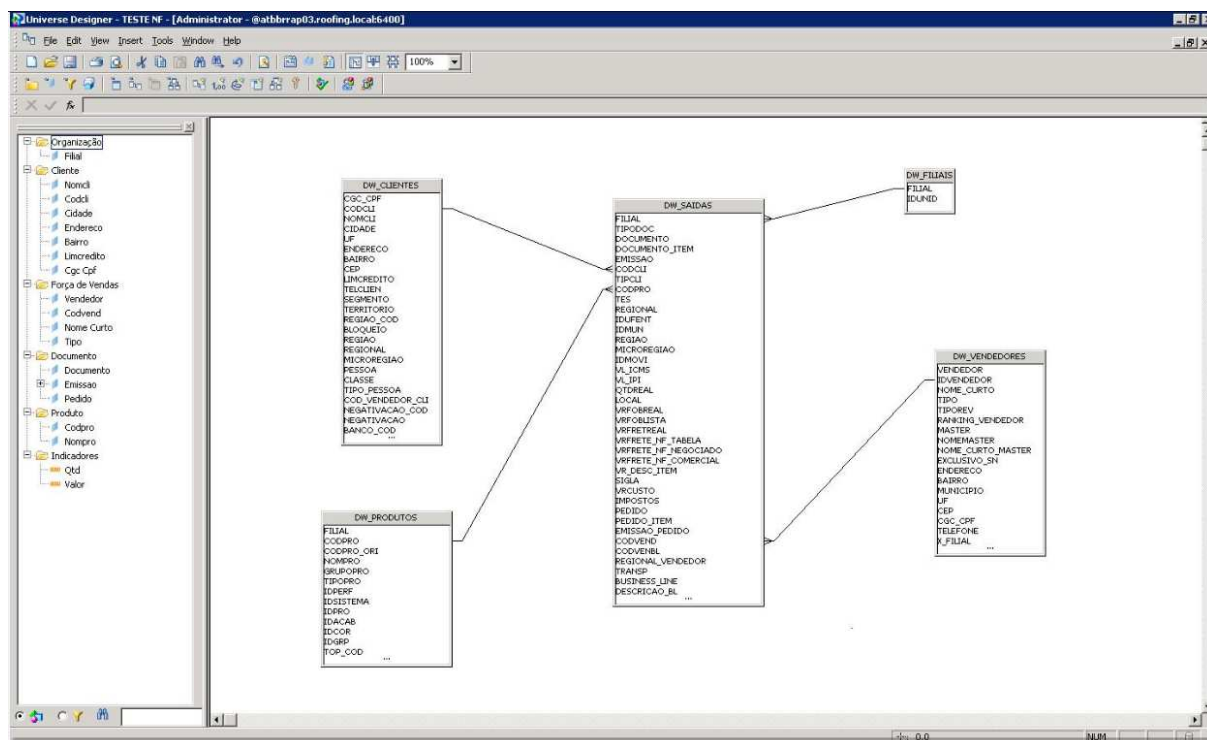 Universe Designer - TESTE NF - [Administrator - @atbbrrap03.roofing.local:6400]
File Edit View Insert Tools Window Help
100%
Organização
Filial
Cliente
Nomcli
Codcli
Cidade
Endereco
Bairro
Limcredito
Cgc Cpf
Força de Vendas
Vendedor
Codvend
Nome Curto
Tipo
Documento
Documento
Emissao
Pedido
Produto
Codpro
Nompro
Indicadores
Qtd
Valor
DW_CLIENTES
CGC_CPF
CODCLI
NOMCLI
CIDADE
UF
ENDERECO
BAIRRO
CEP
LIMCREDITO
TELCLIEN
SEGMENTO
TERRITORIO
REGIAO_COD
BLOQUEIO
REGIAO
REGIONAL
MICROREGIAO
PESSOA
CLASSE
TIPO_PESSOA
COD_VENDEDOR_CLI
NEGATIVACAO_COD
NEGATIVACAO
BANCO_COD
...
DW_PRODUTOS
FILIAL
CODPRO
CODPRO_ORI
NOMPRO
GRUPOPRO
TIPOPRO
IDPERF
IDSISTEMA
IDPRO
IDACAB
IDCOR
IDGRP
TOP_COD
...
DW_SAIDAS
FILIAL
TIPODOC
DOCUMENTO
DOCUMENTO_ITEM
EMISSAO
CODCLI
TIPCLI
CODPRO
TES
REGIONAL
IDUFENT
IDMUN
REGIAO
MICROREGIAO
IDMOVI
VL_ICMS
VL_IPI
QTDREAL
LOCAL
VRFOBREAL
VRFOBLISTA
VRFRETREAL
VRFRETE_NF_TABELA
VRFRETE_NF_NEGOCIADO
VRFRETE_NF_COMERCIAL
VR_DESC_ITEM
SIGLA
VRCUSTO
IMPOSTOS
PEDIDO
PEDIDO_ITEM
EMISSAO_PEDIDO
CODVEND
CODVENBL
REGIONAL_VENDEDOR
TRANSP
BUSINESS_LINE
DESCRICAO_BL
...
DW_FILIAIS
FILIAL
IDUNID
DW_VENDEDORES
VENDEDOR
IDVENDEDOR
NOME_CURTO
TIPO
TIPOREV
RANKING_VENDEDOR
MASTER
NOMEMASTER
NOME_CURTO_MASTER
EXCLUSIVO_SN
ENDERECO
BAIRRO
MUNICIPIO
UF
CEP
CGC_CPF
TELEFONE
X_FILIAL
...
0,0
NUM